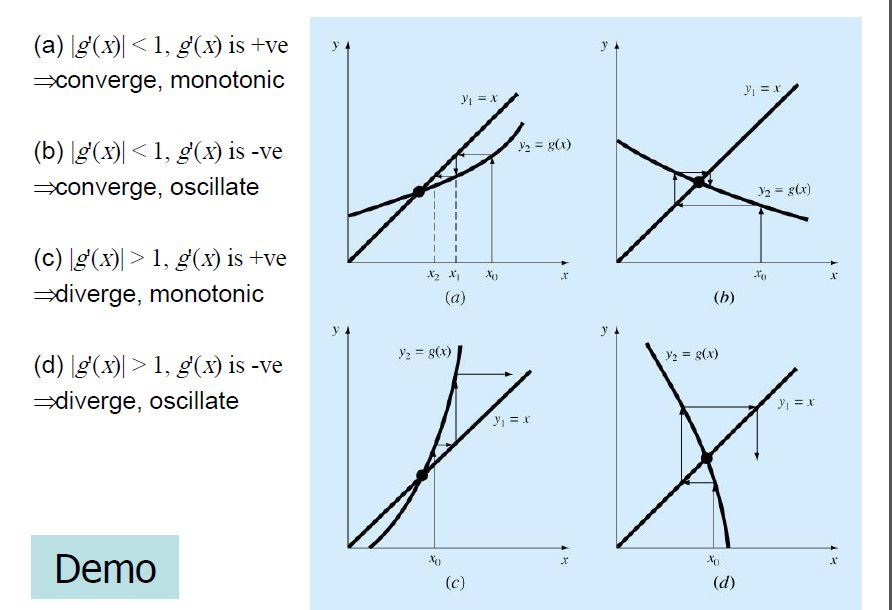 (a) |g'(x)| < 1, g'(x) is +ve
⇒converge, monotonic
(b) |g'(x)| < 1, g'(x) is -ve
⇒converge, oscillate
(c) |g'(x)| > 1, g'(x) is +ve
⇒diverge, monotonic
(d) |g'(x)| > 1, g'(x) is -ve
⇒diverge, oscillate
Demo
y
y₁ = x
y₂ = g(x)
x₂ x₁ x₀ x
(a)
y
y₁ = x
y₂ = g(x)
x₀ x
(b)
y
y₂ = g(x)
y₁ = x
x₀ x
(c)
y
y₂ = g(x)
y₁ = x
x₀ x
(d)